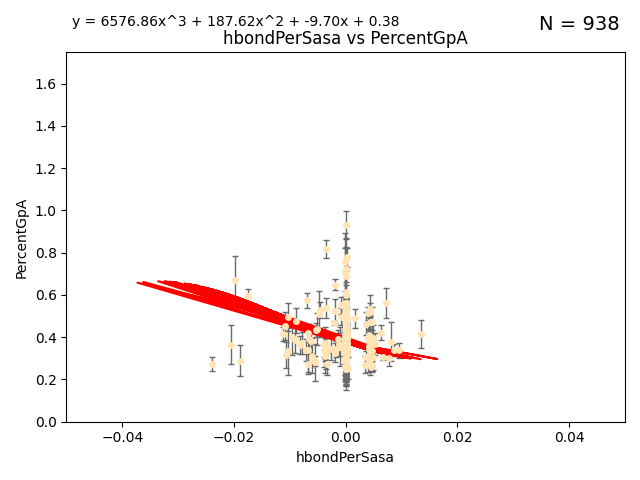 y = 6576.86x^3 + 187.62x^2 + -9.70x + 0.38
N = 938
hbondPerSasa vs PercentGpA
PercentGpA
1.6
1.4
1.2
1.0
0.8
0.6
0.4
0.2
0.0
−0.04 −0.02 0.00 0.02 0.04
hbondPerSasa